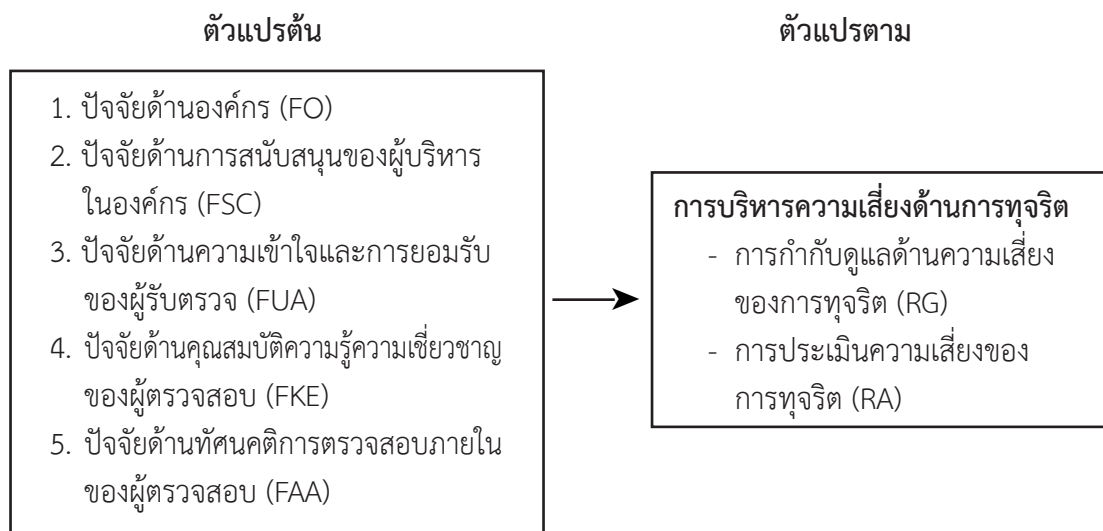 ตัวแปรต้น
1. ปัจจัยด้านองค์กร (FO)
2. ปัจจัยด้านการสนับสนุนของผู้บริหาร
ในองค์กร (FSC)
3. ปัจจัยด้านความเข้าใจและการยอมรับ
ของผู้รับตรวจ (FUA)
4. ปัจจัยด้านคุณสมบัติความรู้ความเชี่ยวชาญ
ของผู้ตรวจสอบ (FKE)
5. ปัจจัยด้านทัศนคติการตรวจสอบภายใน
ของผู้ตรวจสอบ (FAA)
ตัวแปรตาม
การบริหารความเสี่ยงด้านการทุจริต
- การกำกับดูแลด้านความเสี่ยง
ของการทุจริต (RG)
- การประเมินความเสี่ยงของ
การทุจริต (RA)